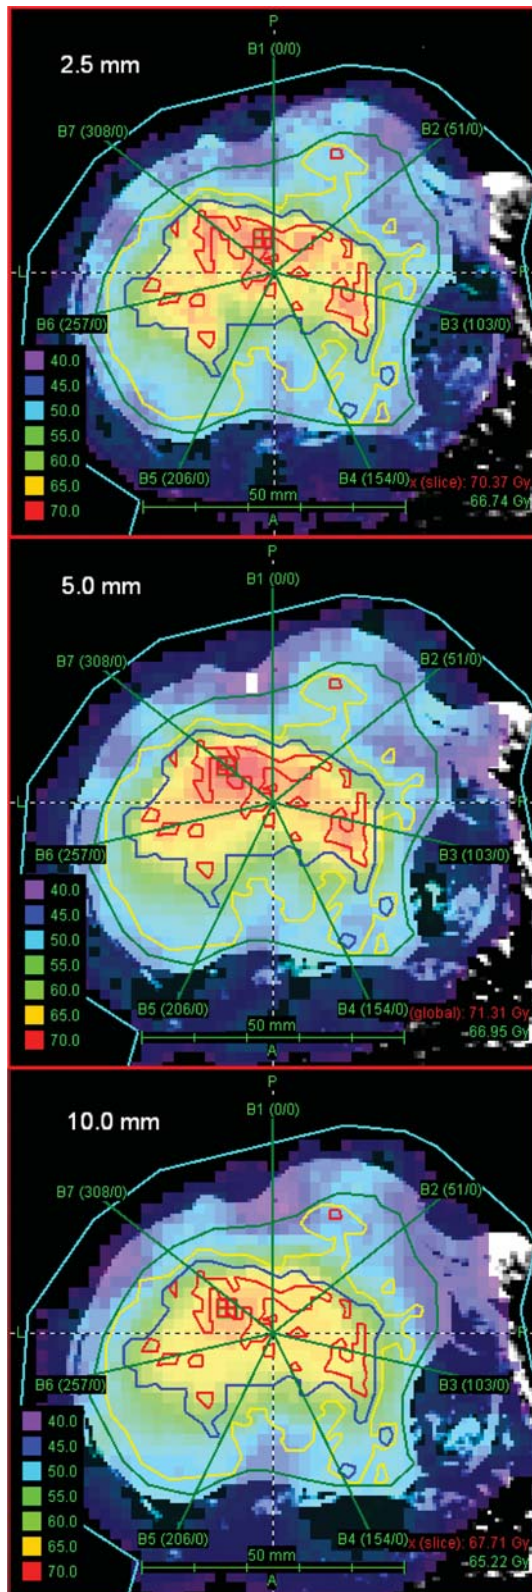 P
B1 (0/0)
2.5 mm
B7 (308/0)
B2 (51/0)
L
R
B6 (257/0)
B3 (103/0)
40.0
45.0
50.0
55.0
60.0
65.0
70.0
B5 (206/0)
B4 (154/0)
x (slice): 70.37 Gy
50 mm
66.74 Gy
A
P
B1 (0/0)
5.0 mm
B7 (308/0)
B2 (51/0)
L
B6 (257/0)
B3 (103/0)
40.0
45.0
50.0
55.0
60.0
65.0
70.0
B5 (206/0)
B4 (154/0)
(global): 71.31 Gy
50 mm
66.95 Gy
A
P
B1 (0/0)
10.0 mm
B7 (308/0)
B2 (51/0)
L
B6 (257/0)
B3 (103/0)
40.0
45.0
50.0
55.0
60.0
65.0
70.0
B5 (206/0)
B4 (154/0)
x (slice): 67.71 Gy
50 mm
65.22 Gy
A